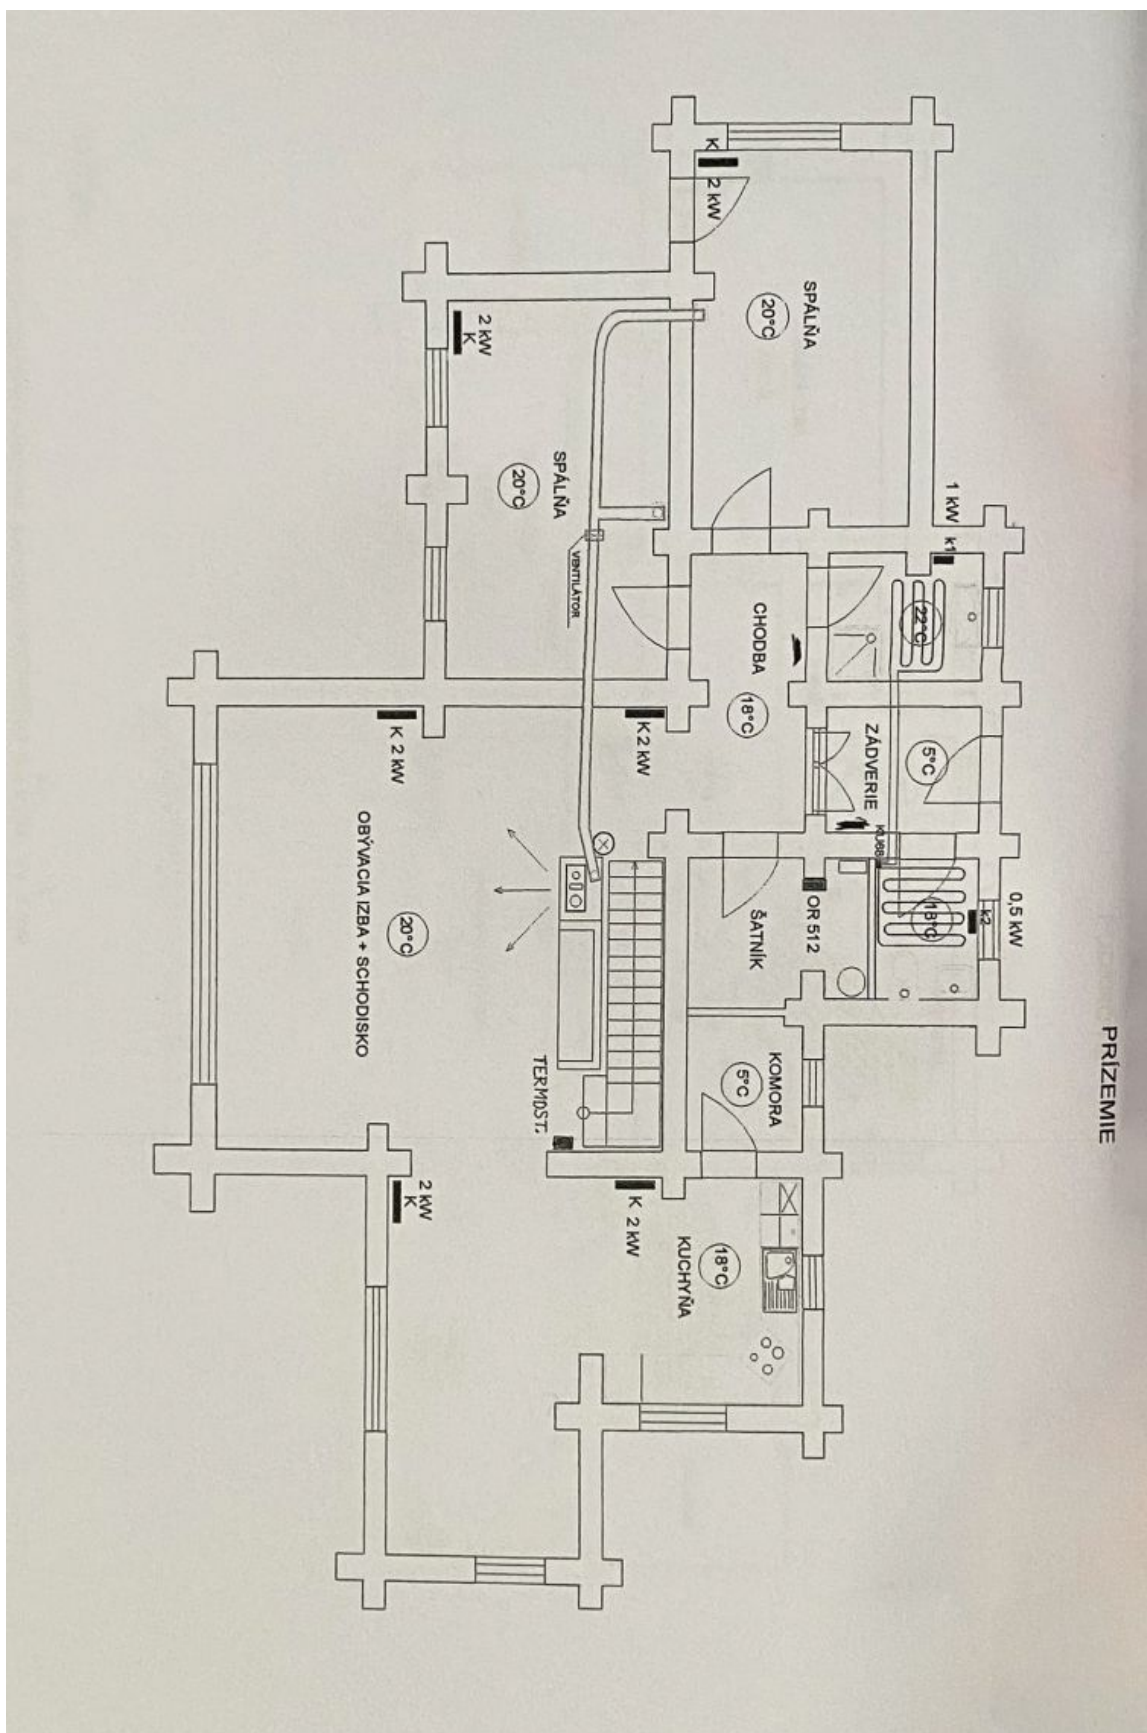 PRÍZEMIE
1 kW
k1
0,5 kW
k2
22°C
5°C
18°C
ZÁDVERIE
KU68
K
2 kW
SPÁLŇA
20°C
CHODBA
18°C
OR 512
ŠATNÍK
KOMORA
5°C
KUCHYŇA
18°C
K 2 kW
2 kW
K
SPÁLŇA
20°C
VENTILÁTOR
K 2 kW
K 2 kW
TERMOST.
OBÝVACIA IZBA + SCHODISKO
20°C
2 kW
K